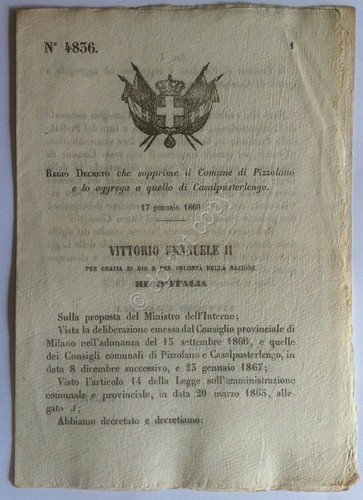 N° 4836.
1
REGIO DECRETO che sopprime il Comune di Pizzolano
e lo aggrega a quello di Casalpusterlengo.
17 gennaio 1869
VITTORIO EMANUELE II
PER GRAZIA DI DIO E PER VOLONTÀ DELLA NAZIONE
RE D'ITALIA
Sulla proposta del Ministro dell'Interno;
Vista la deliberazione emessa dal Consiglio provinciale di
Milano nell'adunanza del 15 settembre 1866, e quelle
dei Consigli comunali di Pizzolano e Casalpusterlengo, in
data 8 dicembre successivo, e 25 gennaio 1867;
Visto l'articolo 14 della Legge sull'amministrazione
comunale e provinciale, in data 20 marzo 1865, alle-
gato A;
Abbiamo decretato e decretiamo: